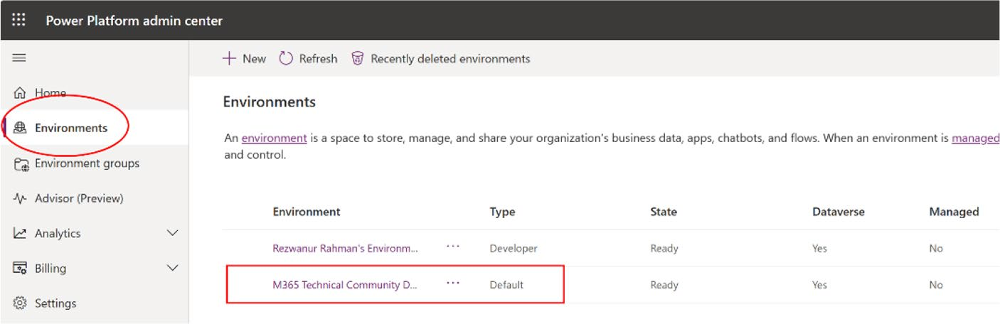 Power Platform admin center
New Refresh Recently deleted environments
Home
Environments
Environment groups
Advisor (Preview)
Analytics
Billing
Settings
Environments
An environment is a space to store, manage, and share your organization's business data, apps, chatbots, and flows. When an environment is managed
and control.
Environment Type State Dataverse Managed
Rezwanur Rahman's Environm... ... Developer Ready Yes No
M365 Technical Community D... ... Default Ready Yes No